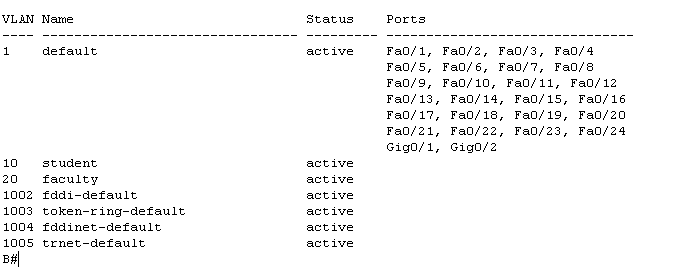 VLAN Name                             Status    Ports
---- -------------------------------- --------- -------------------------------
1    default                          active    Fa0/1, Fa0/2, Fa0/3, Fa0/4
                                                Fa0/5, Fa0/6, Fa0/7, Fa0/8
                                                Fa0/9, Fa0/10, Fa0/11, Fa0/12
                                                Fa0/13, Fa0/14, Fa0/15, Fa0/16
                                                Fa0/17, Fa0/18, Fa0/19, Fa0/20
                                                Fa0/21, Fa0/22, Fa0/23, Fa0/24
                                                Gig0/1, Gig0/2
10   student                          active
20   faculty                          active
1002 fddi-default                     active
1003 token-ring-default               active
1004 fddinet-default                  active
1005 trnet-default                    active
B#